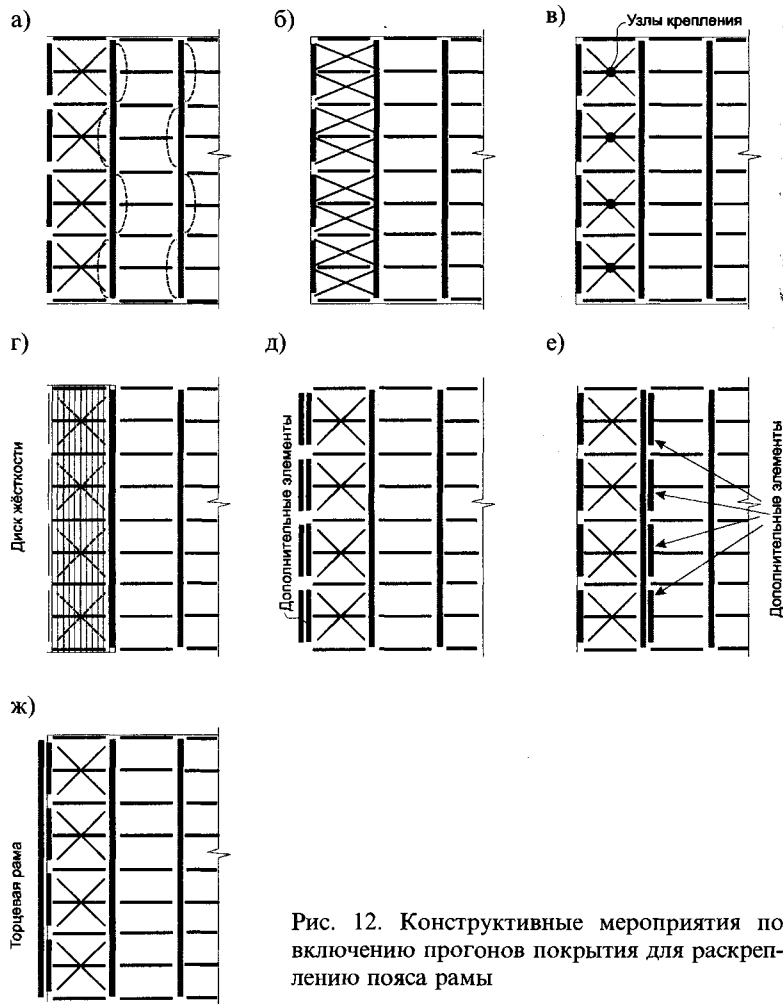 а)
б)
в)
Узлы крепления
г)
д)
е)
Диск жёсткости
Дополнительные элементы
Дополнительные элементы
ж)
Торцевая рама
Рис. 12. Конструктивные мероприятия по
включению прогонов покрытия для раскреп-
лению пояса рамы